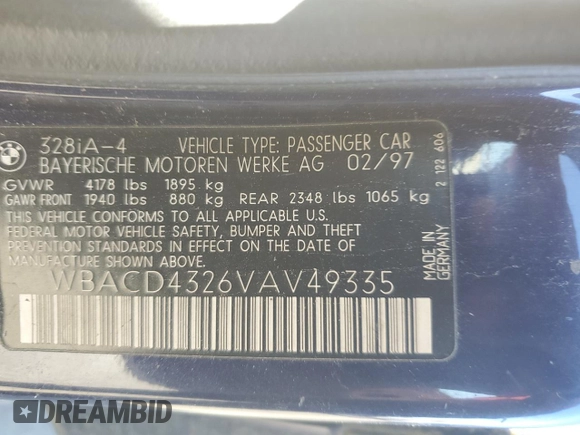 BMW
328iA-4 VEHICLE TYPE: PASSENGER CAR
BAYERISCHE MOTOREN WERKE AG 02/97
GVWR 4178 lbs 1895 kg
GAWR FRONT 1940 lbs 880 kg REAR 2348 lbs 1065 kg
THIS VEHICLE CONFORMS TO ALL APPLICABLE U.S.
FEDERAL MOTOR VEHICLE SAFETY, BUMPER AND THEFT
PREVENTION STANDARDS IN EFFECT ON THE DATE OF
MANUFACTURE SHOWN ABOVE.
WBACD4326VAV49335
MADE IN
GERMANY
2 122 606
DREAMBID